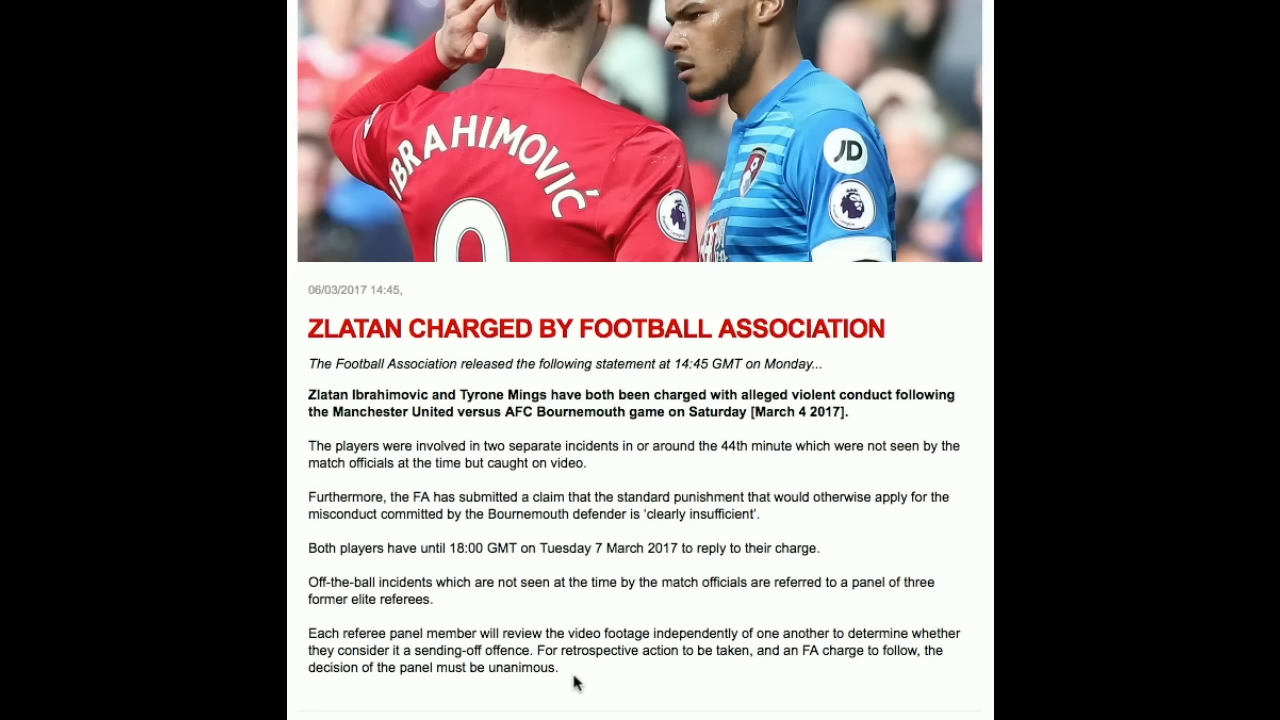 IBRAHIMOVIĆ
9
JD
06/03/2017 14:45,
ZLATAN CHARGED BY FOOTBALL ASSOCIATION
The Football Association released the following statement at 14:45 GMT on Monday...
Zlatan Ibrahimovic and Tyrone Mings have both been charged with alleged violent conduct following
the Manchester United versus AFC Bournemouth game on Saturday [March 4 2017].
The players were involved in two separate incidents in or around the 44th minute which were not seen by the
match officials at the time but caught on video.
Furthermore, the FA has submitted a claim that the standard punishment that would otherwise apply for the
misconduct committed by the Bournemouth defender is ‘clearly insufficient’.
Both players have until 18:00 GMT on Tuesday 7 March 2017 to reply to their charge.
Off-the-ball incidents which are not seen at the time by the match officials are referred to a panel of three
former elite referees.
Each referee panel member will review the video footage independently of one another to determine whether
they consider it a sending-off offence. For retrospective action to be taken, and an FA charge to follow, the
decision of the panel must be unanimous.